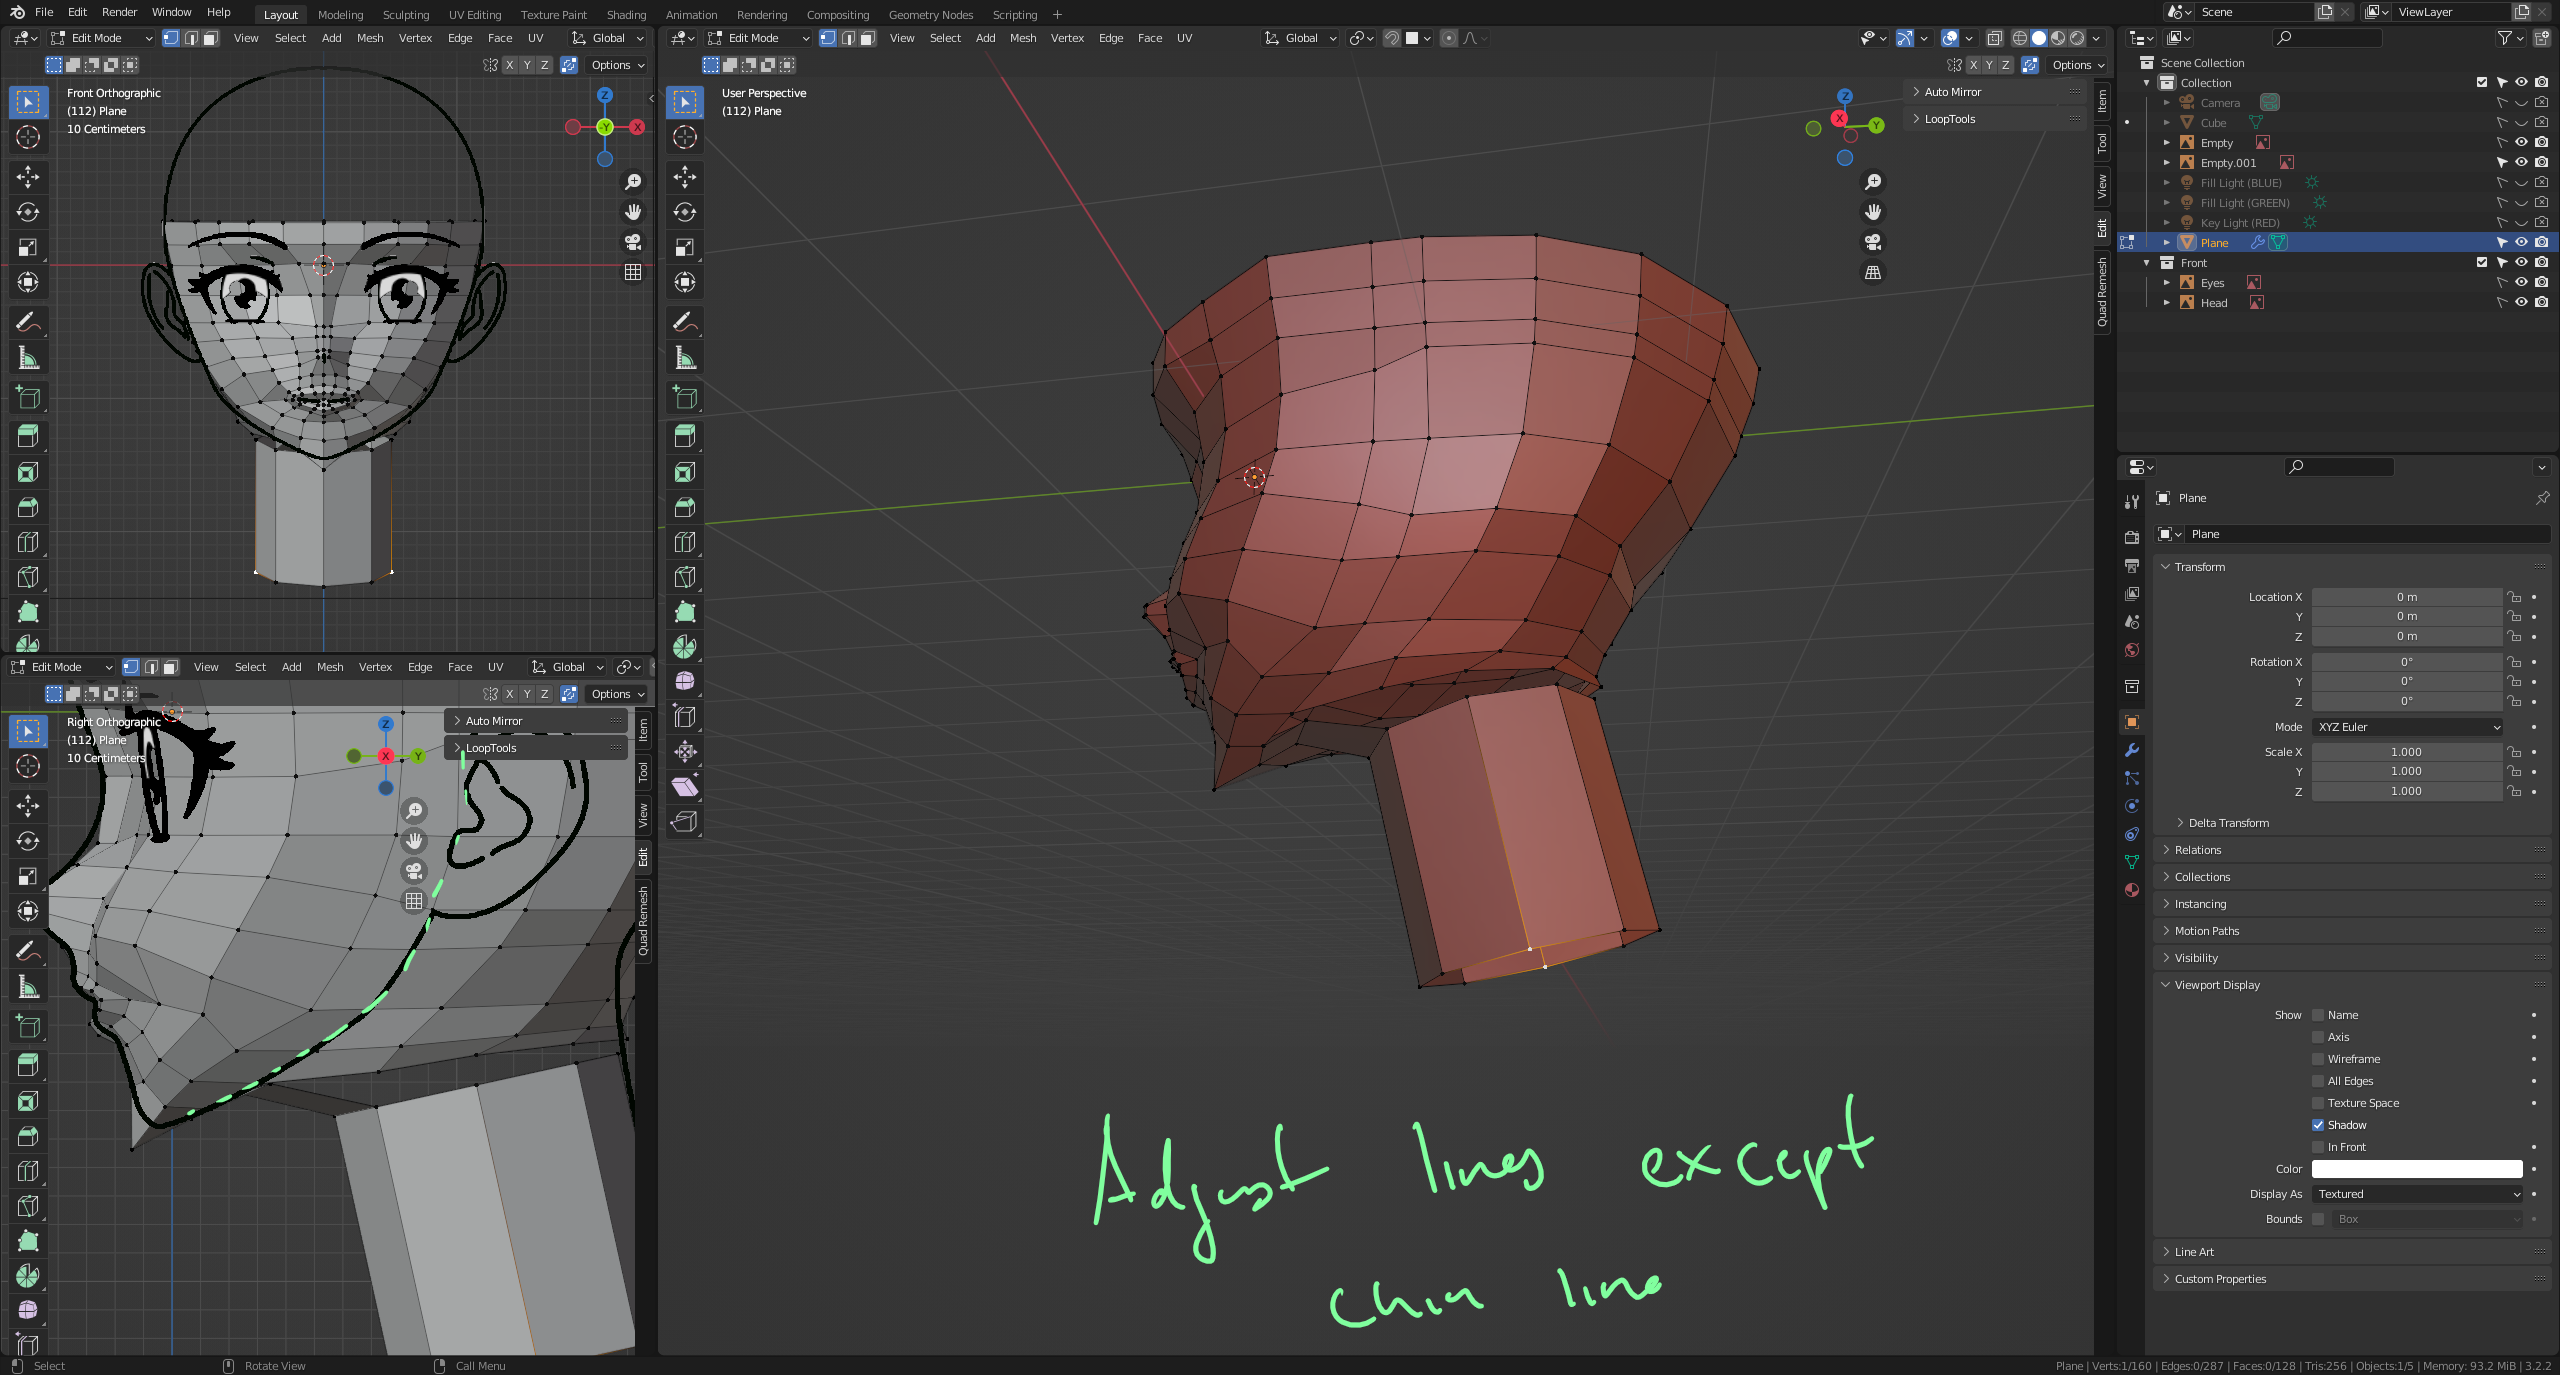 File Edit Render Window Help Layout Modeling Sculpting UV Editing Texture Paint Shading Animation Rendering Compositing Geometry Nodes Scripting + Scene ViewLayer
Edit Mode View Select Add Mesh Vertex Edge Face UV Global
X Y Z Options
Front Orthographic
(112) Plane
10 Centimeters
Z
-Y
X
Edit Mode View Select Add Mesh Vertex Edge Face UV Global
X Y Z Options
Right Orthographic
(112) Plane
10 Centimeters
Z
X
Y
Auto Mirror
LoopTools
Item
Tool
View
Edit
Quad Remesh
Edit Mode View Select Add Mesh Vertex Edge Face UV Global
X Y Z Options
User Perspective
(112) Plane
Z
X
Y
Auto Mirror
LoopTools
Item
Tool
View
Edit
Quad Remesh
Adjust lines except
chin line
Scene Collection
Collection
Camera
Cube
Empty
Empty.001
Fill Light (BLUE)
Fill Light (GREEN)
Key Light (RED)
Plane
Front
Eyes
Head
Plane
Plane
Transform
Location X 0 m
Y 0 m
Z 0 m
Rotation X 0°
Y 0°
Z 0°
Mode XYZ Euler
Scale X 1.000
Y 1.000
Z 1.000
Delta Transform
Relations
Collections
Instancing
Motion Paths
Visibility
Viewport Display
Show Name
Axis
Wireframe
All Edges
Texture Space
Shadow
In Front
Color
Display As Textured
Bounds Box
Line Art
Custom Properties
Select Rotate View Call Menu Plane | Verts:1/160 | Edges:0/287 | Faces:0/128 | Tris:256 | Objects:1/5 | Memory: 93.2 MiB | 3.2.2